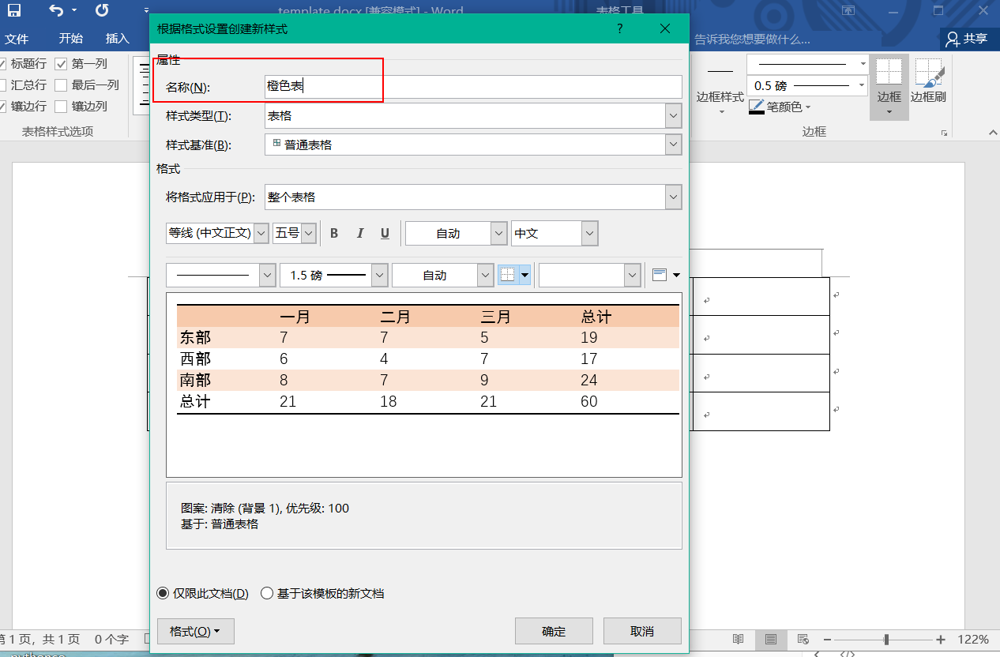 template.docx [兼容模式] - Word 表格工具
根据格式设置创建新样式 ?
文件 开始 插入 告诉我您想要做什么... 共享
标题行 第一列
汇总行 最后一列
镶边行 镶边列
表格样式选项
属性
名称(N): 橙色表
样式类型(T): 表格
样式基准(B): 普通表格
格式
将格式应用于(P): 整个表格
等线 (中文正文) 五号 B I U 自动 中文
1.5 磅 自动
一月 二月 三月 总计
东部 7 7 5 19
西部 6 4 7 17
南部 8 7 9 24
总计 21 18 21 60
图案: 清除 (背景 1), 优先级: 100
基于: 普通表格
仅限此文档(D) 基于该模板的新文档
格式(O) 确定 取消
边框样式
0.5 磅
笔颜色
边框 边框刷
边框
第 1 页，共 1 页 0 个字 122%